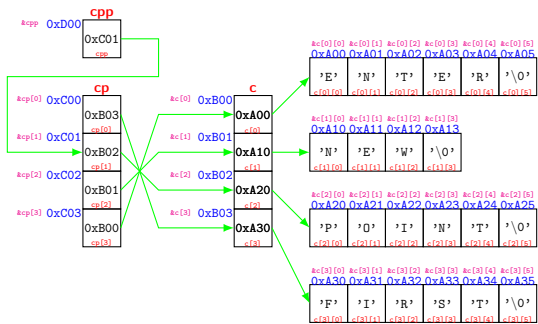 cpp
&cpp 0xD00
0xC01
cpp
cp
&cp[0] 0xC00
0xB03
cp[0]
&cp[1] 0xC01
0xB02
cp[1]
&cp[2] 0xC02
0xB01
cp[2]
&cp[3] 0xC03
0xB00
cp[3]
c
&c[0] 0xB00
0xA00
c[0]
&c[1] 0xB01
0xA10
c[1]
&c[2] 0xB02
0xA20
c[2]
&c[3] 0xB03
0xA30
c[3]
&c[0][0] &c[0][1] &c[0][2] &c[0][3] &c[0][4] &c[0][5]
0xA00 0xA01 0xA02 0xA03 0xA04 0xA05
'E' 'N' 'T' 'E' 'R' '\0'
c[0][0] c[0][1] c[0][2] c[0][3] c[0][4] c[0][5]
&c[1][0] &c[1][1] &c[1][2] &c[1][3]
0xA10 0xA11 0xA12 0xA13
'N' 'E' 'W' '\0'
c[1][0] c[1][1] c[1][2] c[1][3]
&c[2][0] &c[2][1] &c[2][2] &c[2][3] &c[2][4] &c[2][5]
0xA20 0xA21 0xA22 0xA23 0xA24 0xA25
'P' 'O' 'I' 'N' 'T' '\0'
c[2][0] c[2][1] c[2][2] c[2][3] c[2][4] c[2][5]
&c[3][0] &c[3][1] &c[3][2] &c[3][3] &c[3][4] &c[3][5]
0xA30 0xA31 0xA32 0xA33 0xA34 0xA35
'F' 'I' 'R' 'S' 'T' '\0'
c[3][0] c[3][1] c[3][2] c[3][3] c[3][4] c[3][5]